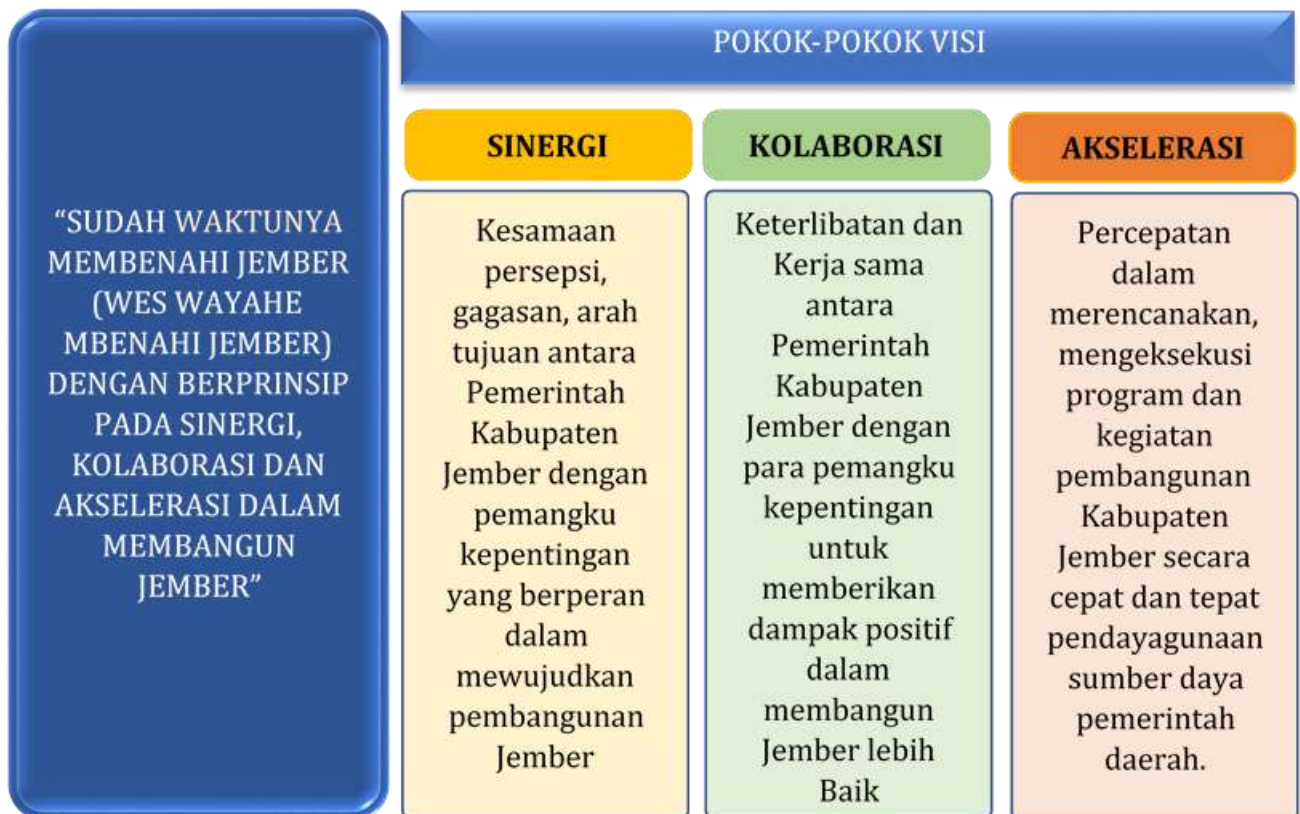 “SUDAH WAKTUNYA
MEMBENAHI JEMBER
(WES WAYAHE
MBENAHI JEMBER)
DENGAN BERPRINSIP
PADA SINERGI,
KOLABORASI DAN
AKSELERASI DALAM
MEMBANGUN
JEMBER”
POKOK-POKOK VISI
SINERGI
Kesamaan
persepsi,
gagasan, arah
tujuan antara
Pemerintah
Kabupaten
Jember dengan
pemangku
kepentingan
yang berperan
dalam
mewujudkan
pembangunan
Jember
KOLABORASI
Keterlibatan dan
Kerja sama
antara
Pemerintah
Kabupaten
Jember dengan
para pemangku
kepentingan
untuk
memberikan
dampak positif
dalam
membangun
Jember lebih
Baik
AKSELERASI
Percepatan
dalam
merencanakan,
mengeksekusi
program dan
kegiatan
pembangunan
Kabupaten
Jember secara
cepat dan tepat
pendayagunaan
sumber daya
pemerintah
daerah.